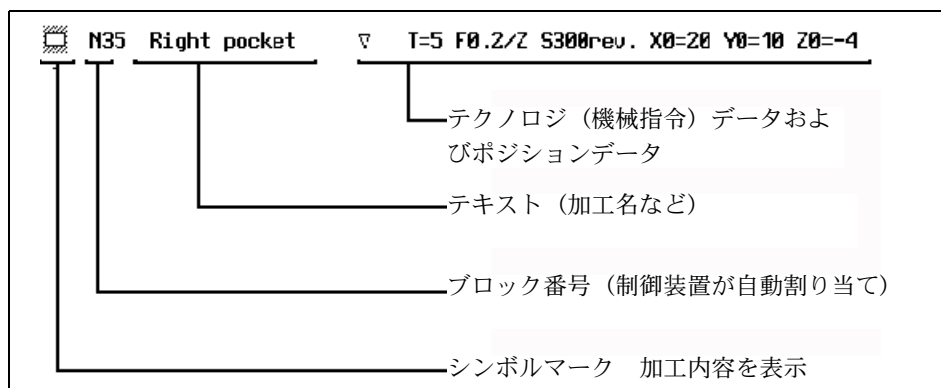 N35 Right pocket ▽ T=5 F0.2/Z S300rev. X0=20 Y0=10 Z0=-4
テクノロジ（機械指令）データおよ
びポジションデータ
テキスト（加工名など）
ブロック番号（制御装置が自動割り当て）
シンボルマーク　加工内容を表示